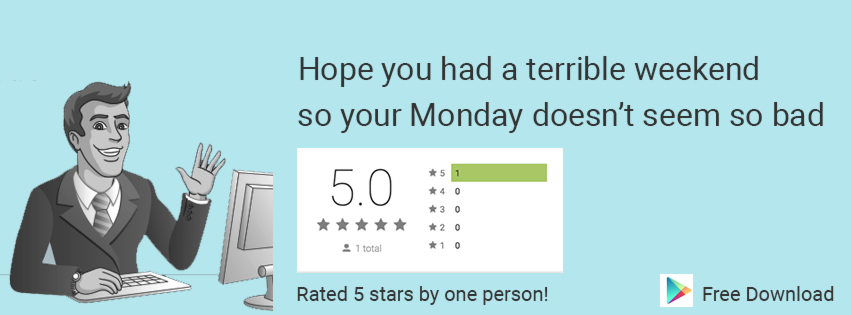 Hope you had a terrible weekend
so your Monday doesn't seem so bad
5.0
1 total
5 1
4 0
3 0
2 0
1 0
Rated 5 stars by one person!
Free Download